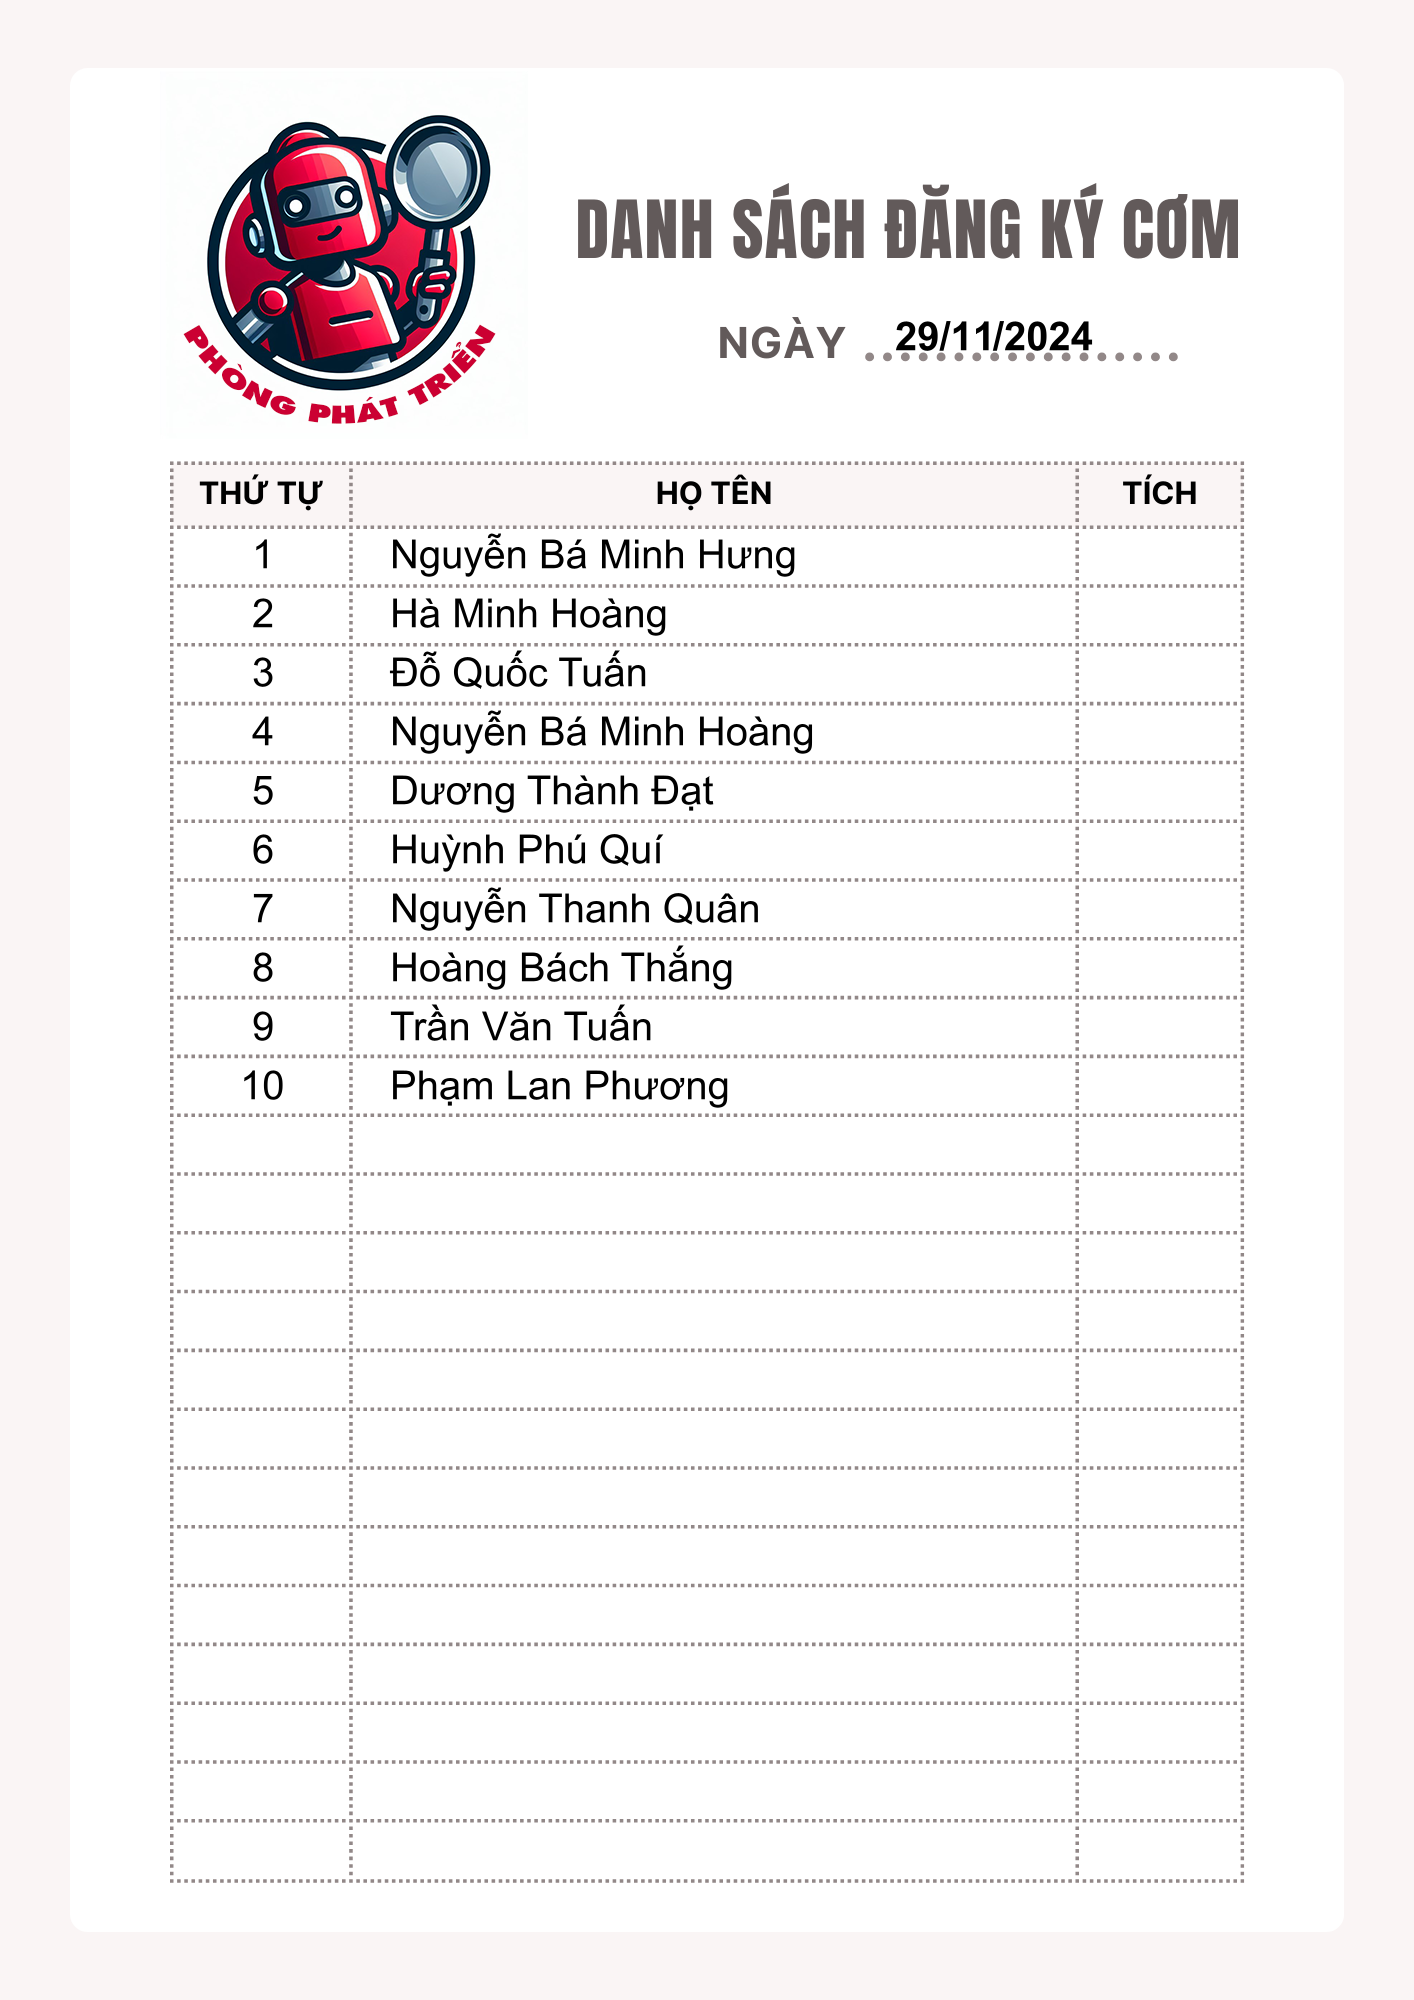 DANH SÁCH ĐĂNG KÝ CƠM
NGÀY 29/11/2024
PHÒNG PHÁT TRIỂN
THỨ TỰ HỌ TÊN TÍCH
1 Nguyễn Bá Minh Hưng
2 Hà Minh Hoàng
3 Đỗ Quốc Tuấn
4 Nguyễn Bá Minh Hoàng
5 Dương Thành Đạt
6 Huỳnh Phú Quí
7 Nguyễn Thanh Quân
8 Hoàng Bách Thắng
9 Trần Văn Tuấn
10 Phạm Lan Phương